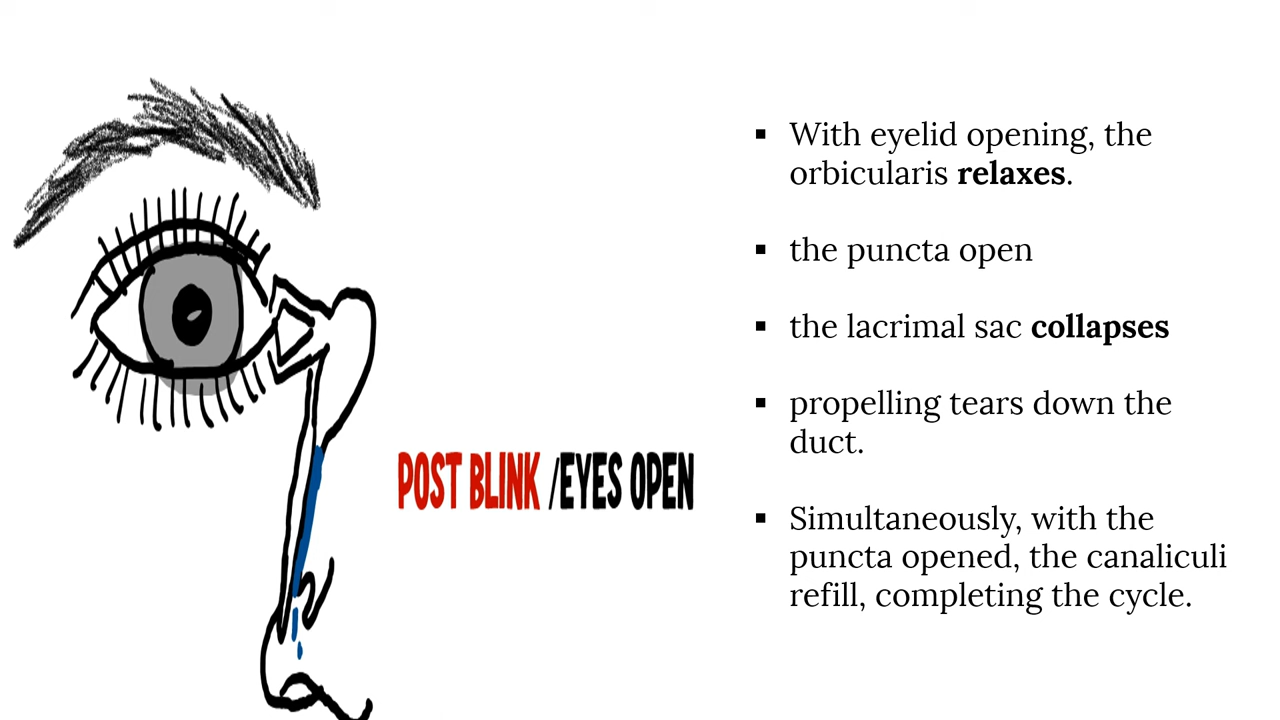 POST BLINK /EYES OPEN
▪ With eyelid opening, the
orbicularis relaxes.
▪ the puncta open
▪ the lacrimal sac collapses
▪ propelling tears down the
duct.
▪ Simultaneously, with the
puncta opened, the canaliculi
refill, completing the cycle.